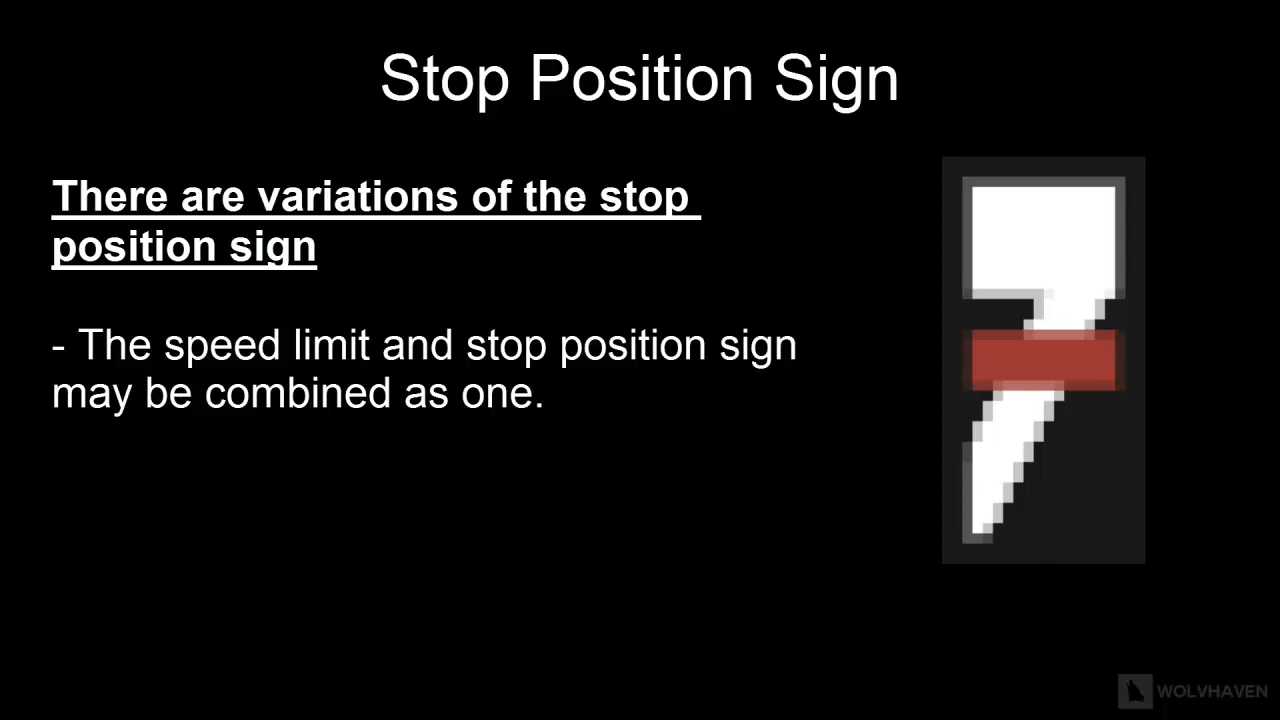 Stop Position Sign
There are variations of the stop
position sign
- The speed limit and stop position sign
may be combined as one.
WOLVHAVEN